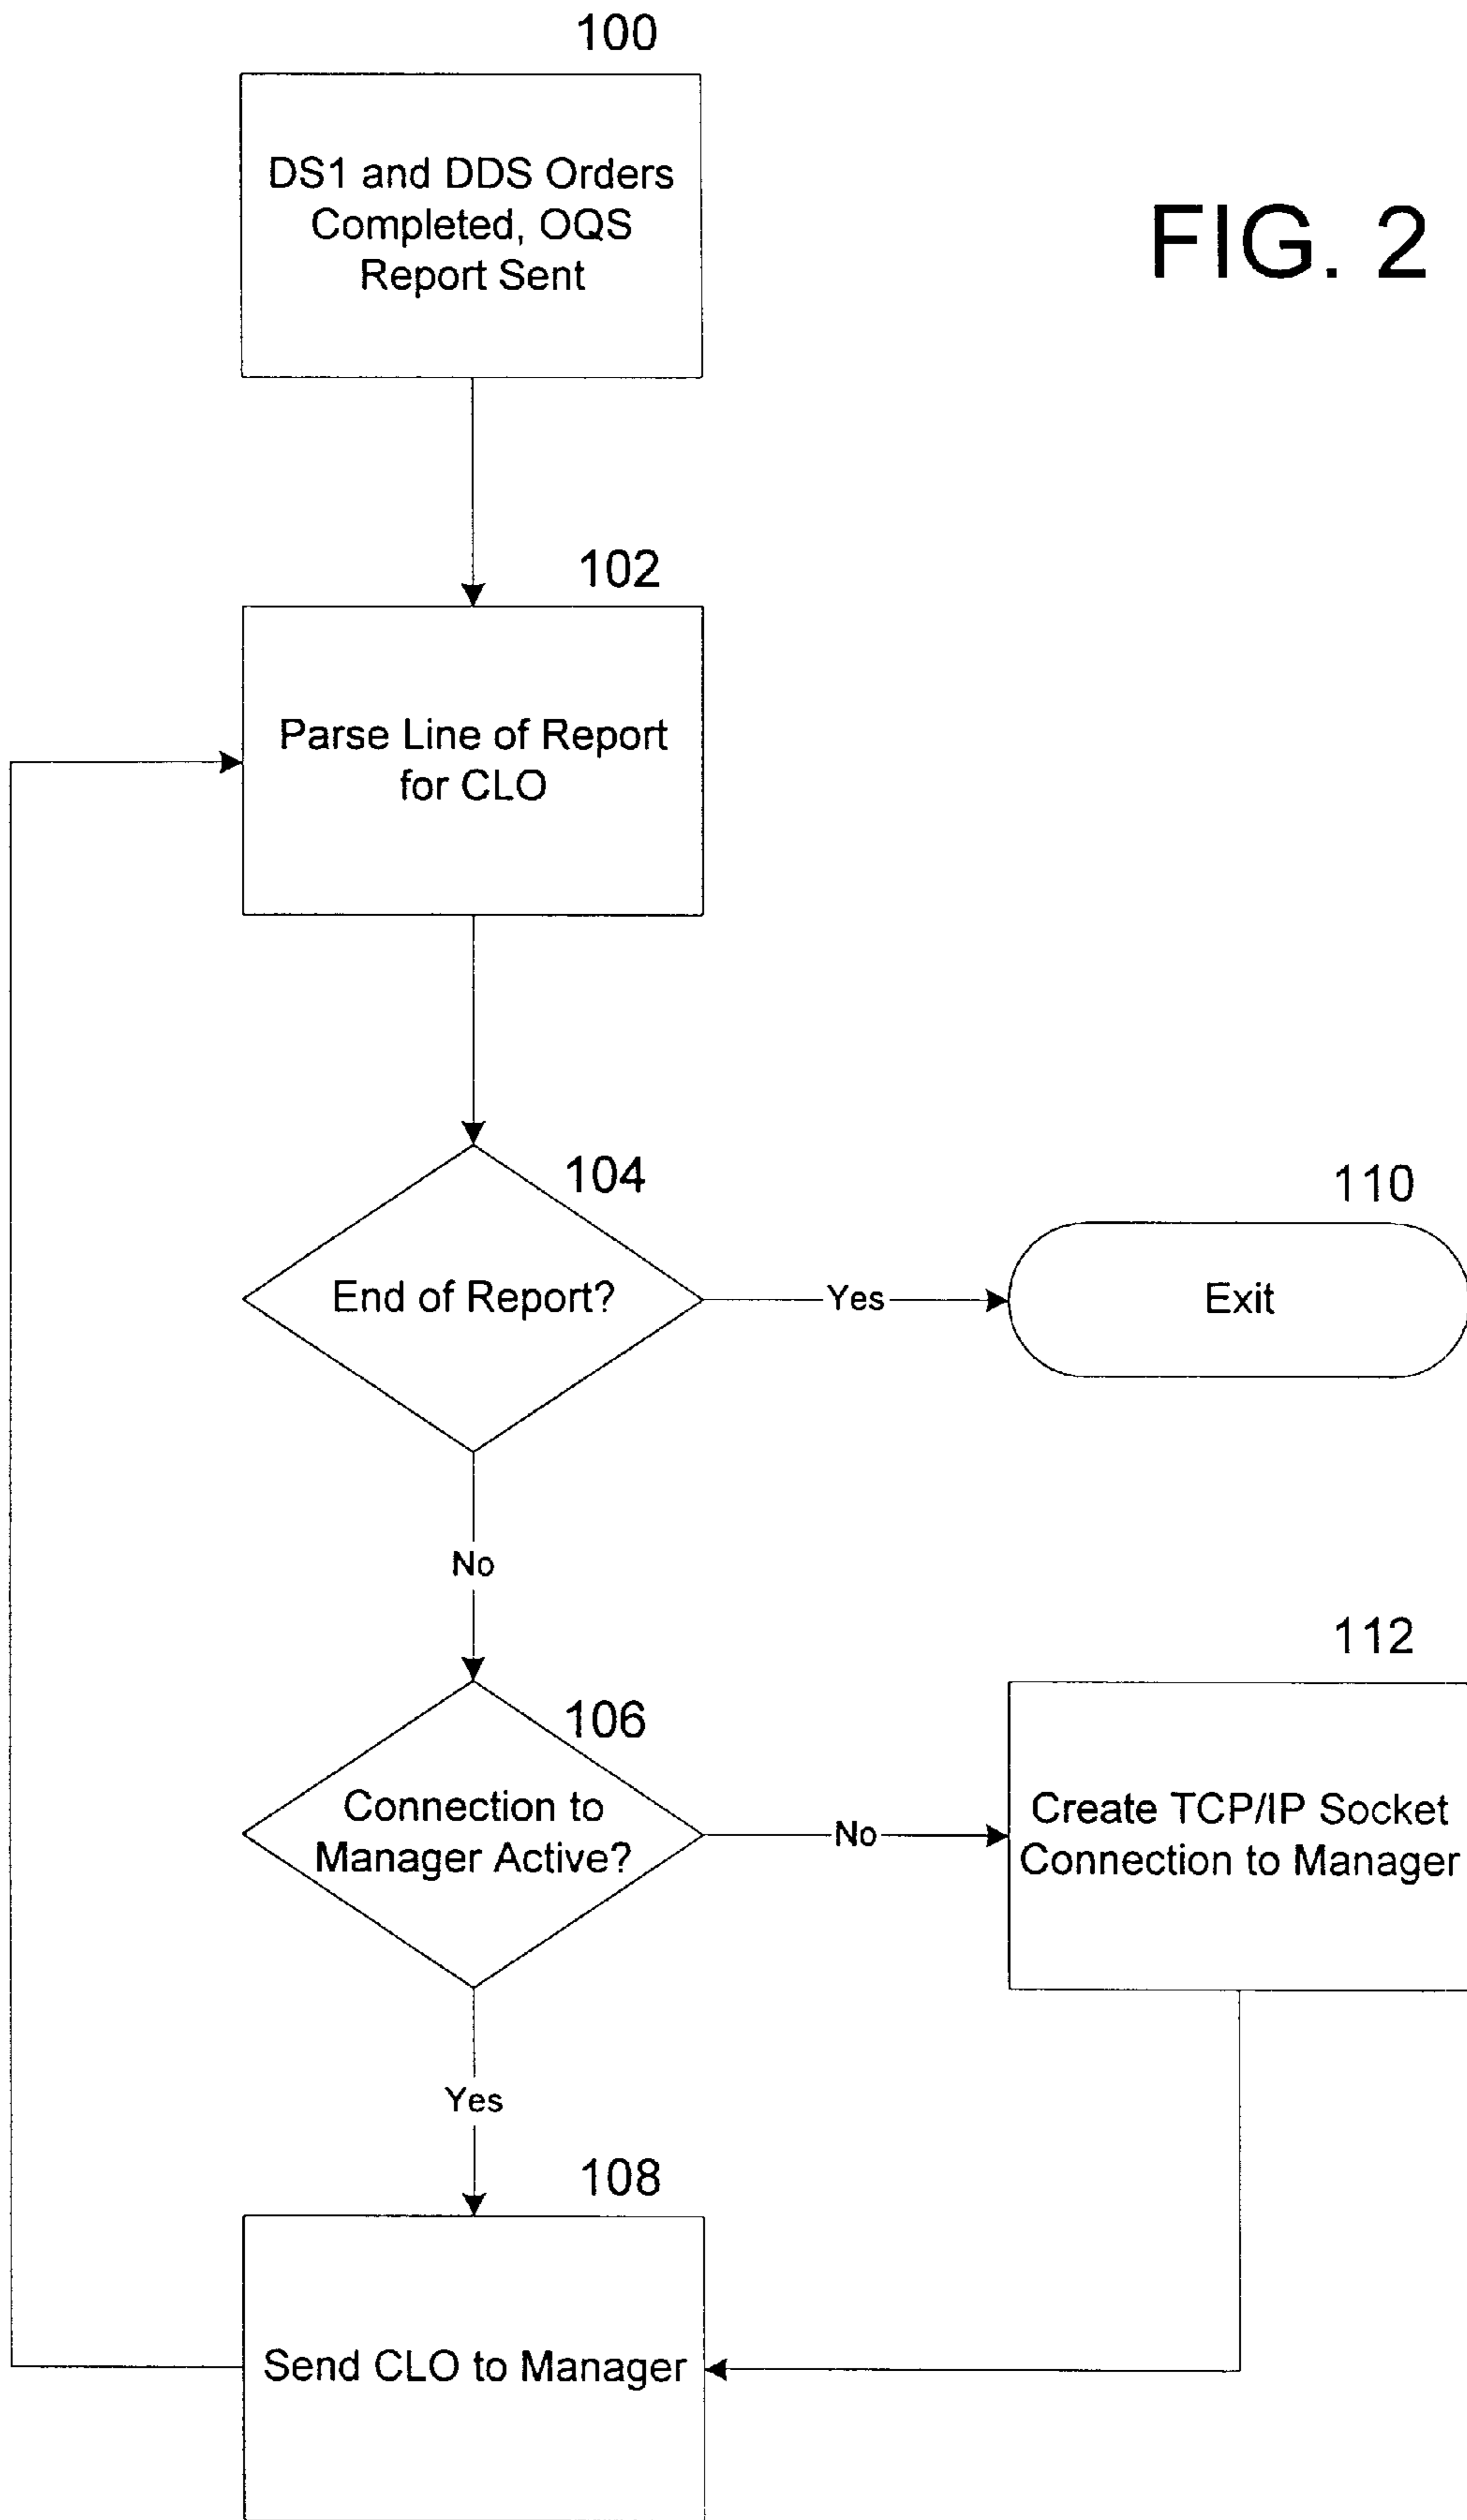 100
DS1 and DDS Orders
Completed, OQS
Report Sent
FIG. 2
102
Parse Line of Report
for CLO
104
End of Report?
Yes
110
Exit
No
106
Connection to
Manager Active?
No
112
Create TCP/IP Socket
Connection to Manager
Yes
108
Send CLO to Manager